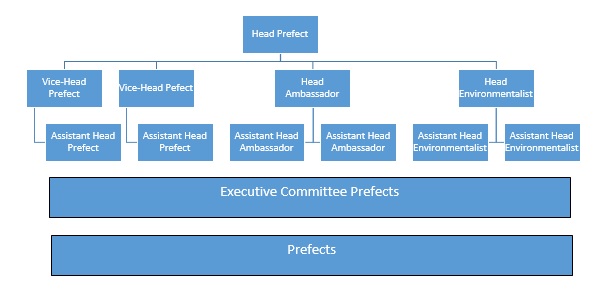 Head Prefect
Vice-Head
Prefect
Vice-Head Pefect
Head
Ambassador
Head
Environmentalist
Assistant Head
Prefect
Assistant Head
Prefect
Assistant Head
Ambassador
Assistant Head
Ambassador
Assistant Head
Environmentalist
Assistant Head
Environmentalist
Executive Committee Prefects
Prefects